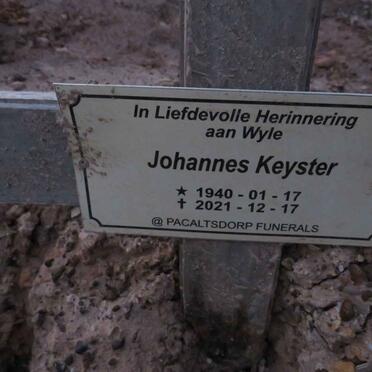 In Liefdevolle Herinnering
aan Wyle
Johannes Keyster
★ 1940 - 01 - 17
✝ 2021 - 12 - 17
@ PACALTSDORP FUNERALS